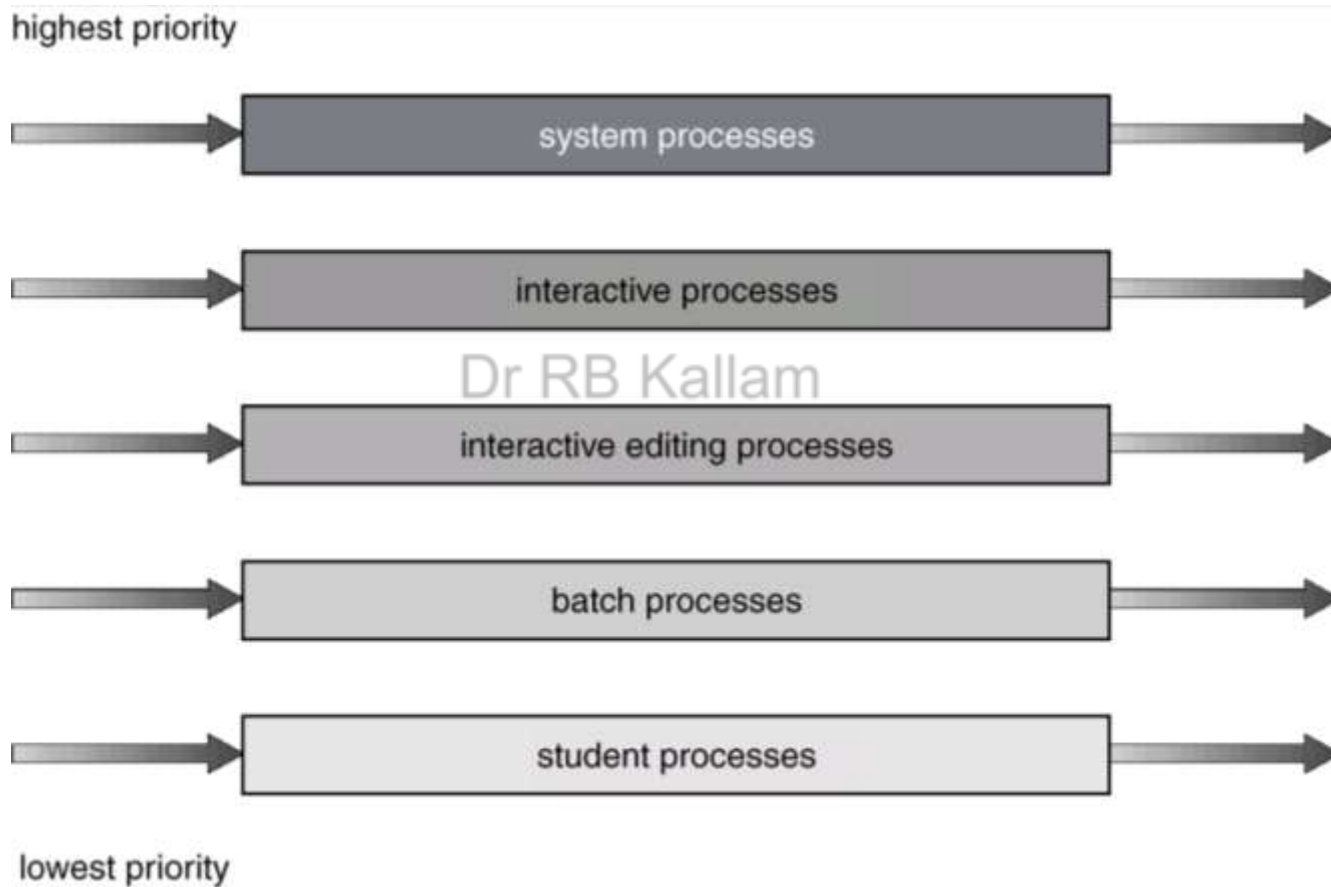 highest priority
system processes
interactive processes
Dr RB Kallam
interactive editing processes
batch processes
student processes
lowest priority